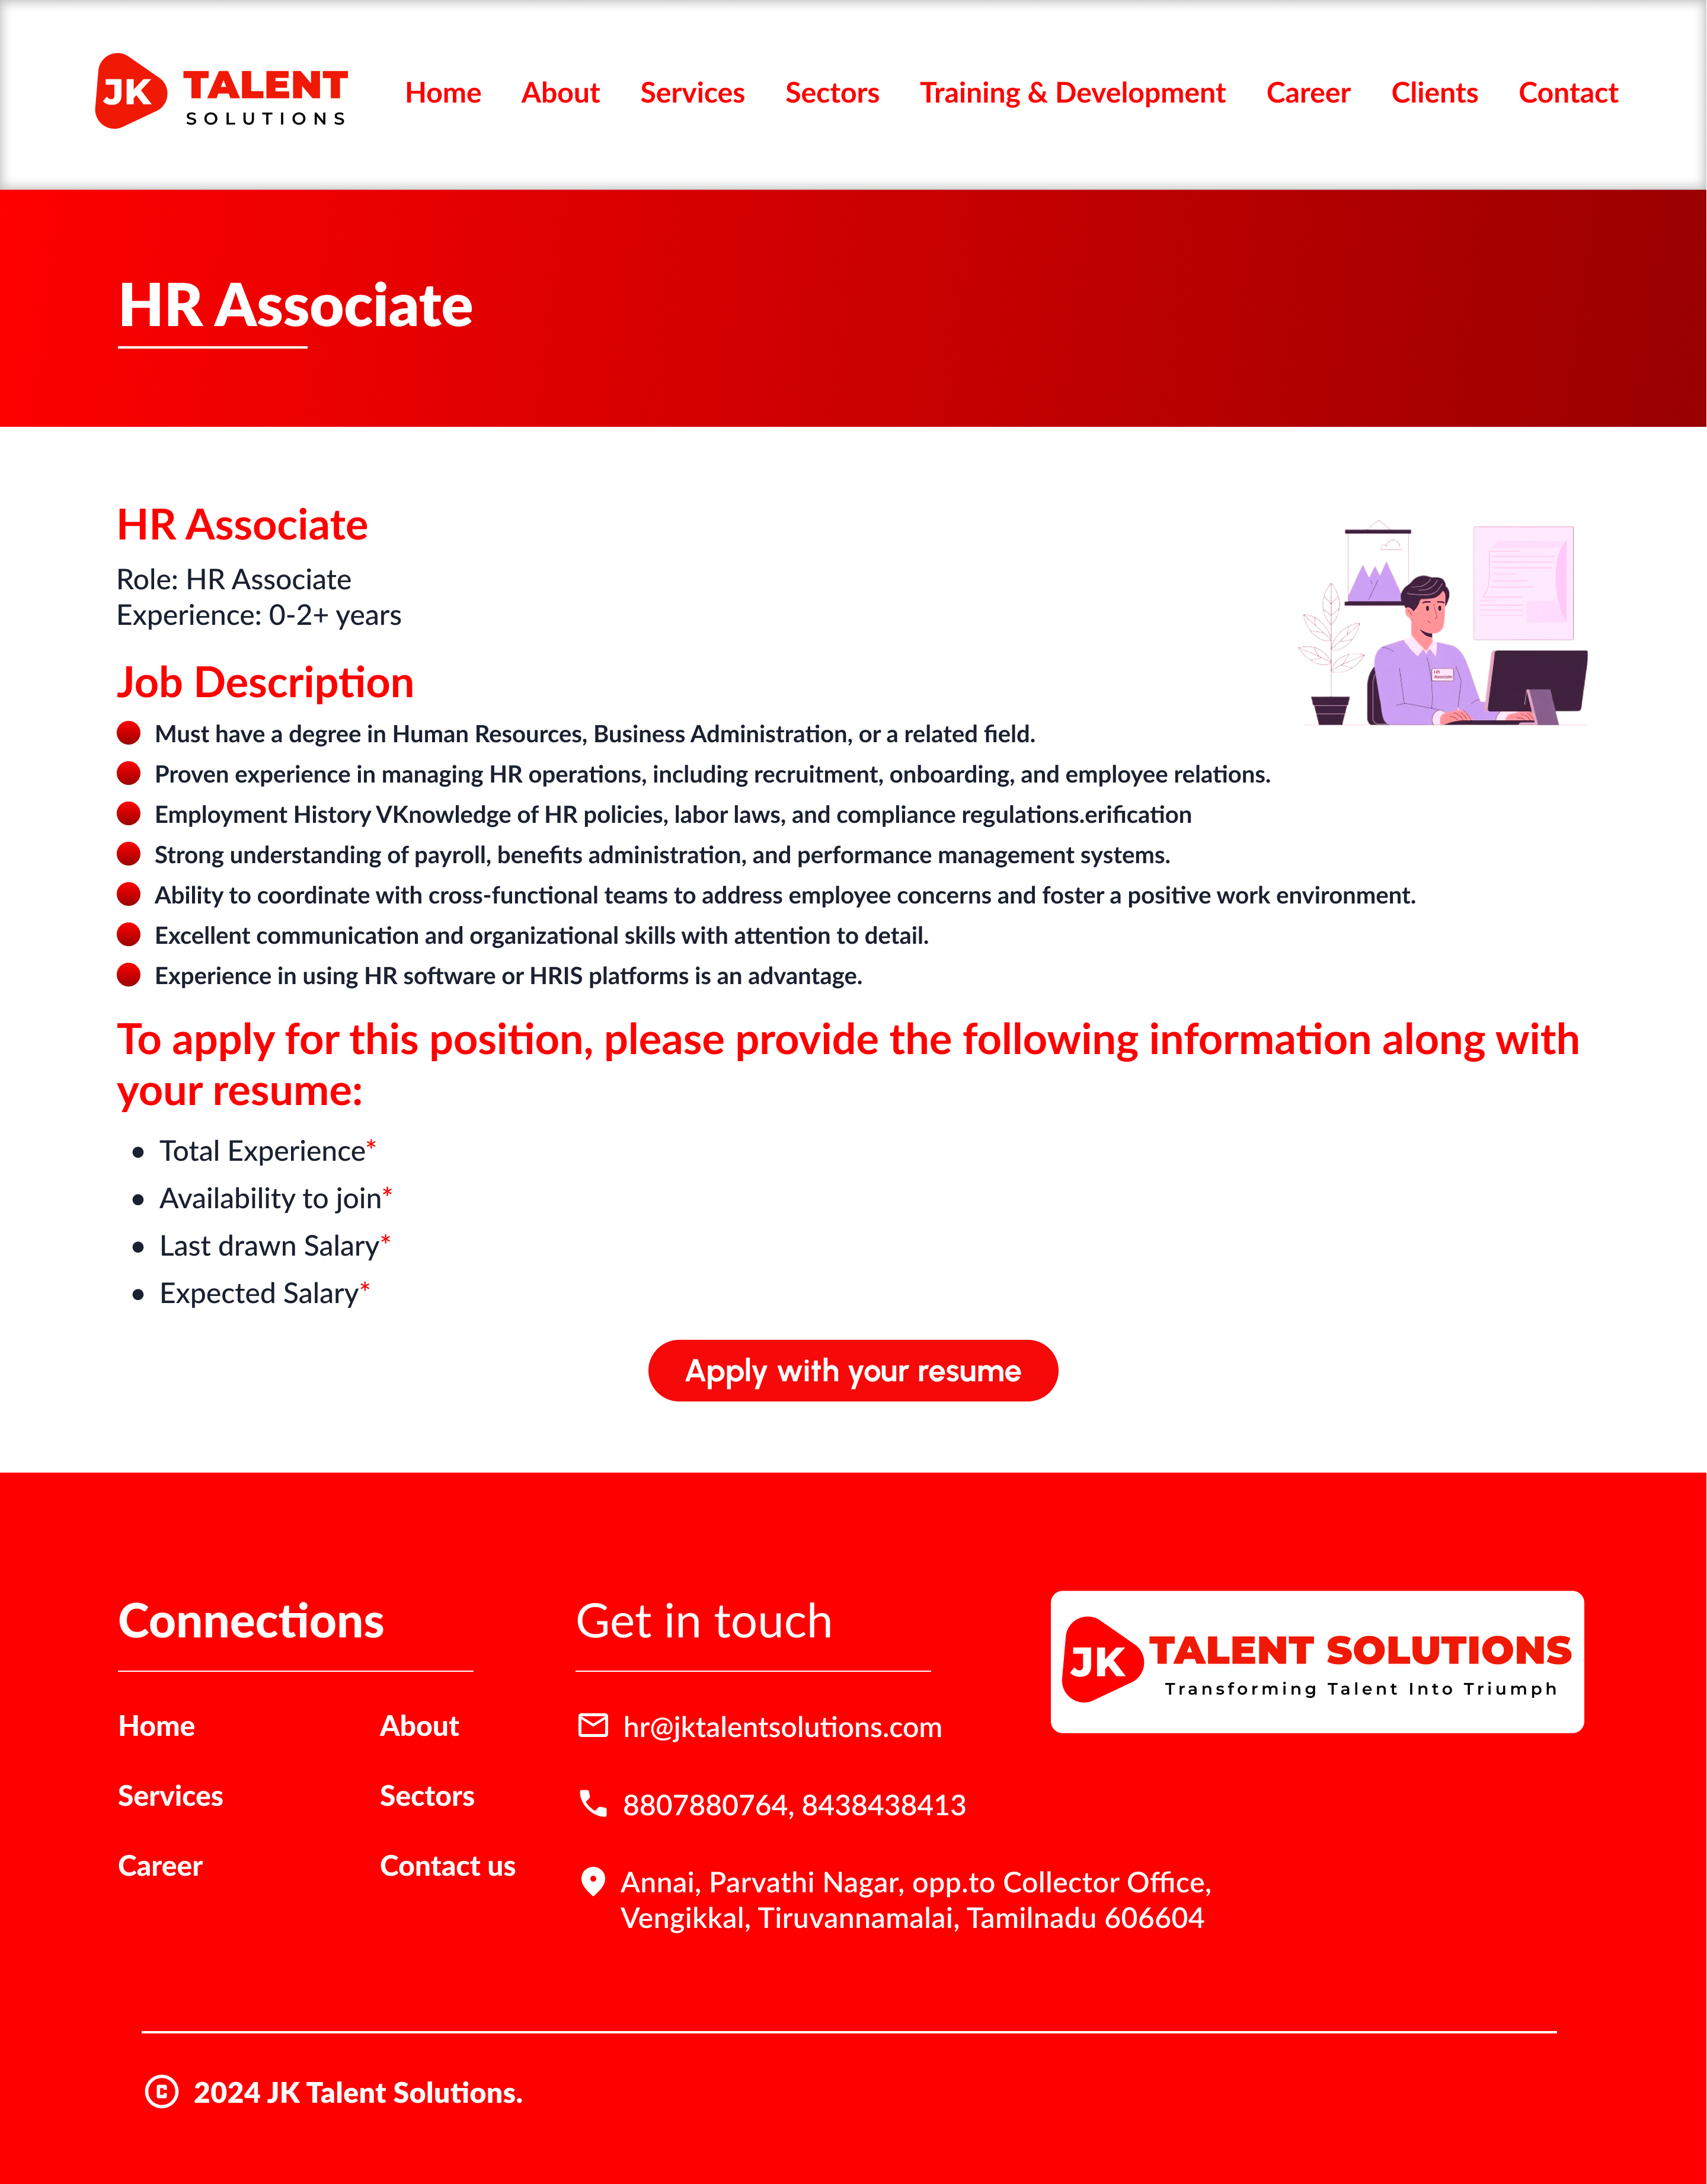 JK TALENT
SOLUTIONS
Home About Services Sectors Training & Development Career Clients Contact
HR Associate
HR Associate
Role: HR Associate
Experience: 0-2+ years
HR
Associate
Job Description
Must have a degree in Human Resources, Business Administration, or a related field.
Proven experience in managing HR operations, including recruitment, onboarding, and employee relations.
Employment History VKnowledge of HR policies, labor laws, and compliance regulations.erification
Strong understanding of payroll, benefits administration, and performance management systems.
Ability to coordinate with cross-functional teams to address employee concerns and foster a positive work environment.
Excellent communication and organizational skills with attention to detail.
Experience in using HR software or HRIS platforms is an advantage.
To apply for this position, please provide the following information along with
your resume:
• Total Experience*
• Availability to join*
• Last drawn Salary*
• Expected Salary*
Apply with your resume
Connections
Home About
Services Sectors
Career Contact us
Get in touch
hr@jktalentsolutions.com
8807880764, 8438438413
Annai, Parvathi Nagar, opp.to Collector Office,
Vengikkal, Tiruvannamalai, Tamilnadu 606604
JK TALENT SOLUTIONS
Transforming Talent Into Triumph
© 2024 JK Talent Solutions.